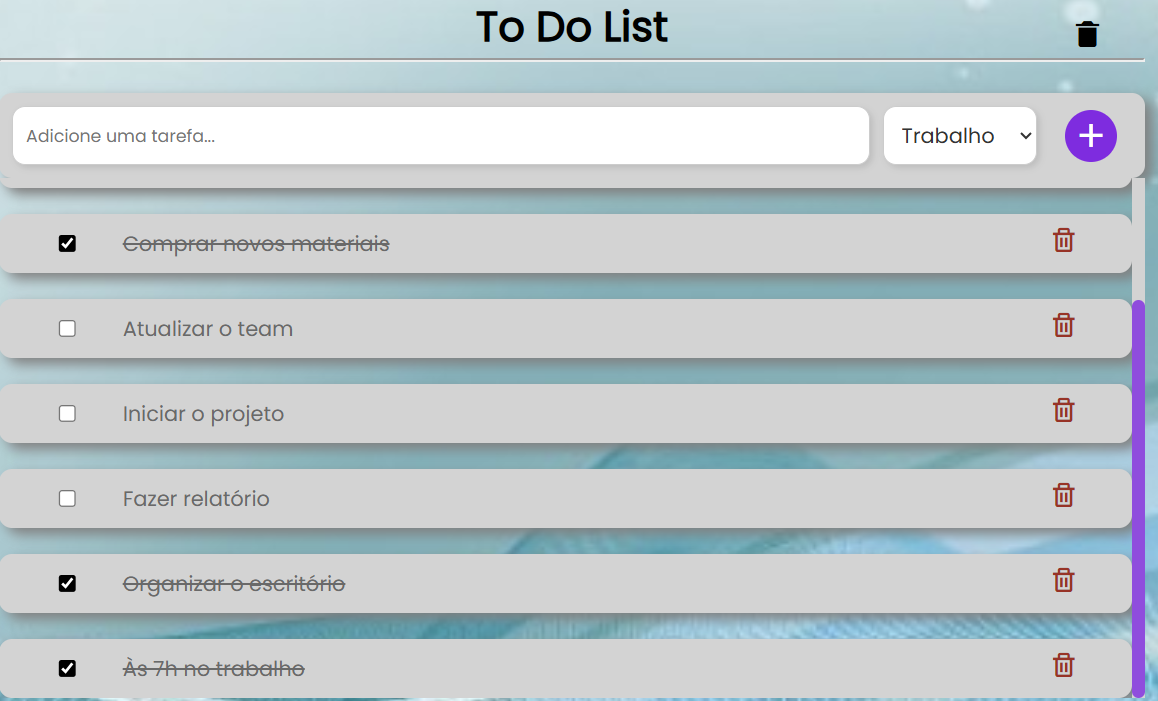 To Do List
Adicione uma tarefa...
Trabalho
Comprar novos materiais
Atualizar o team
Iniciar o projeto
Fazer relatório
Organizar o escritório
Às 7h no trabalho